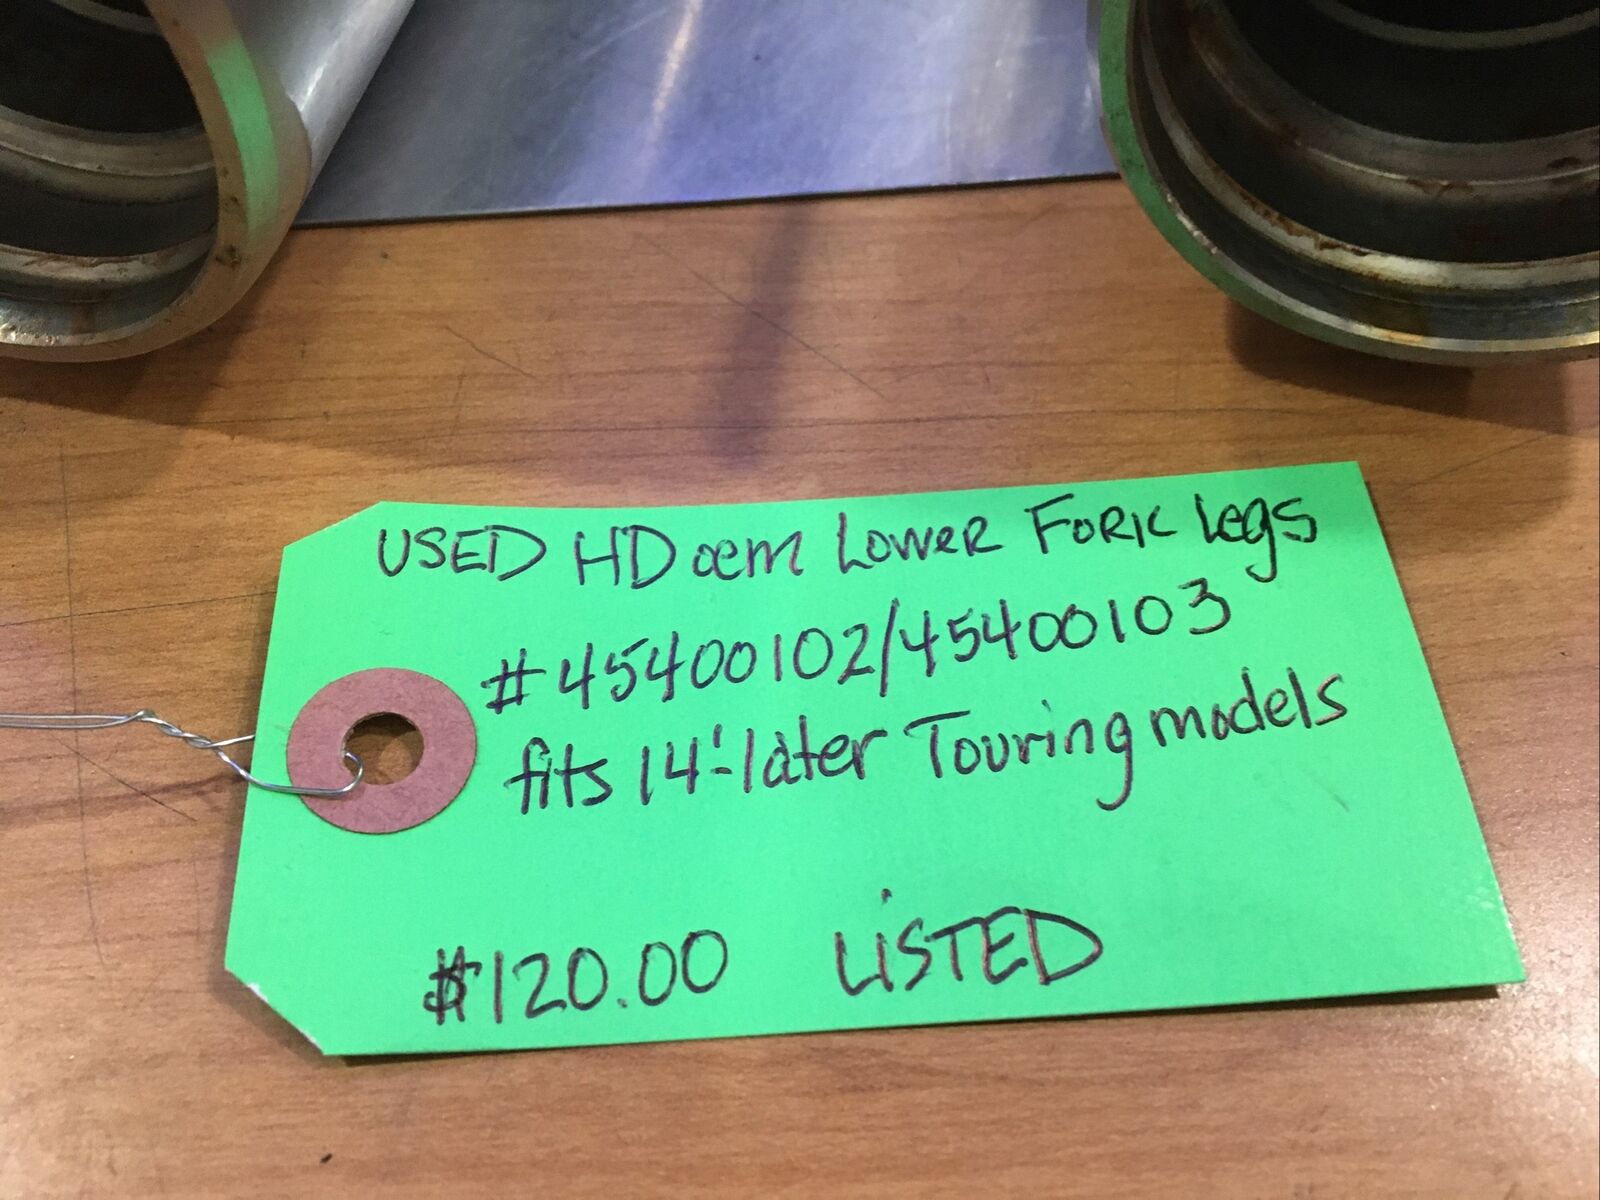 USED HD oem Lower Fork Legs
#45400102/45400103
fits 14'-later Touring models
$120.00 LiSTED